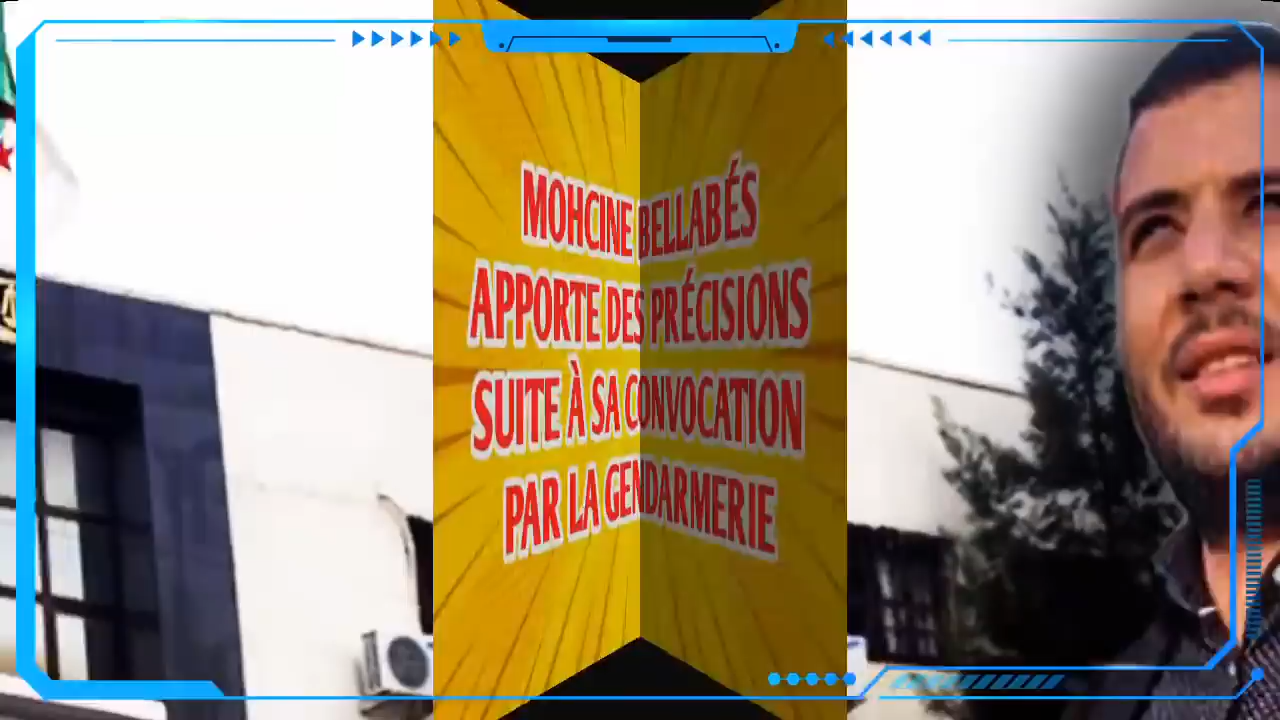 MOHCINE BELLABÉS
APPORTE DES PRÉCISIONS
SUITE À SA CONVOCATION
PAR LA GENDARMERIE